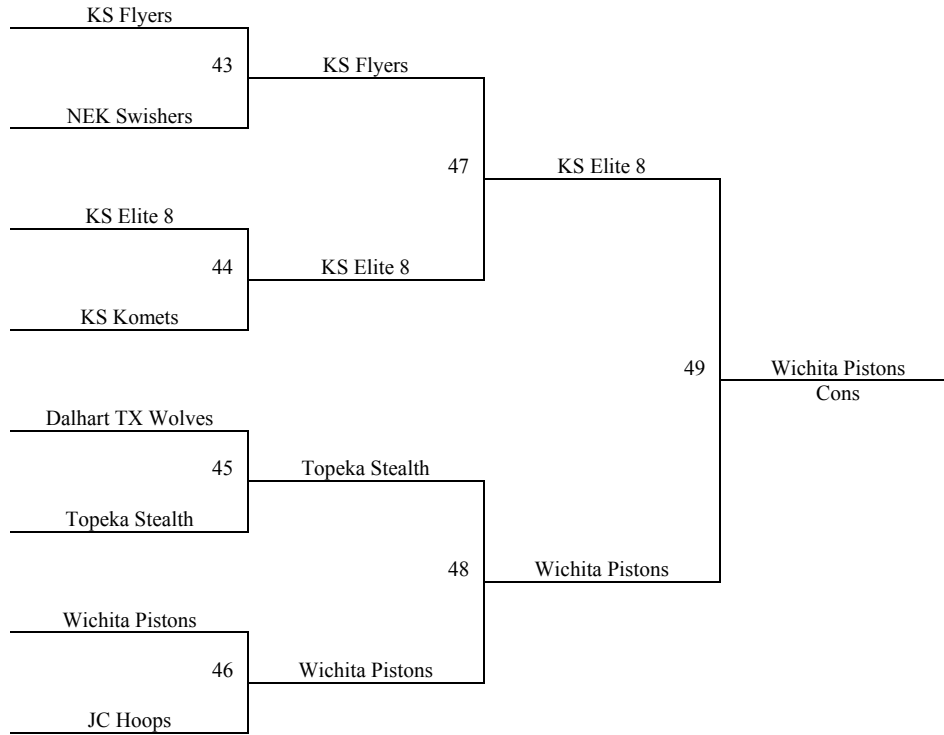 KS Flyers
43
KS Flyers
NEK Swishers
47
KS Elite 8
KS Elite 8
44
KS Elite 8
KS Komets
49
Wichita Pistons
Cons
Dalhart TX Wolves
45
Topeka Stealth
Topeka Stealth
48
Wichita Pistons
Wichita Pistons
46
Wichita Pistons
JC Hoops